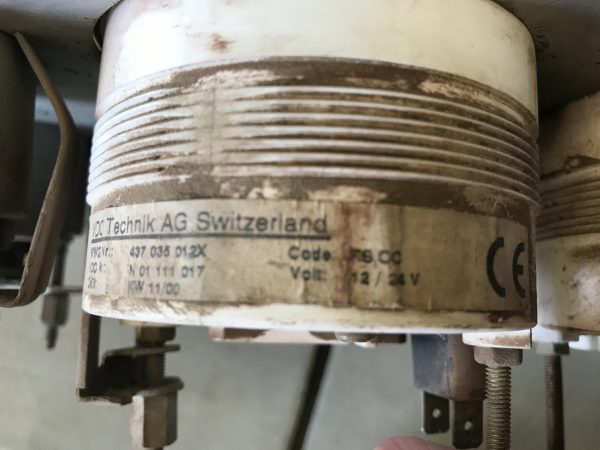 Technik AG Switzerland
437 035 012X Code
N 01 111 017 Volt: 12 / 24 V
KW 11/00
CE